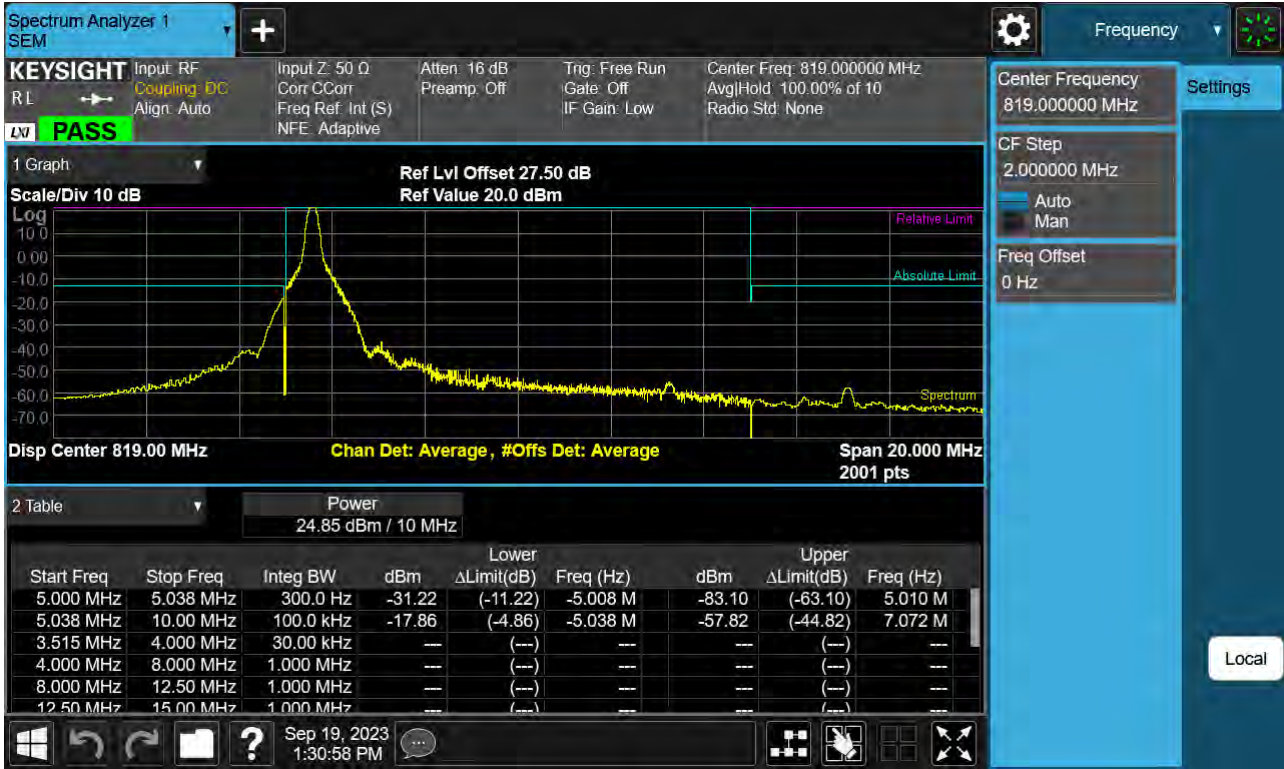 Spectrum Analyzer 1
SEM
Frequency
KEYSIGHT
R L
LXI
PASS
Input: RF
Coupling: DC
Align: Auto
Input Z: 50 Ω
Corr CCorr
Freq Ref: Int (S)
NFE: Adaptive
Atten: 16 dB
Preamp: Off
Trig: Free Run
Gate: Off
IF Gain: Low
Center Freq: 819.000000 MHz
Avg|Hold: 100.00% of 10
Radio Std: None
Center Frequency
819.000000 MHz
Settings
CF Step
2.000000 MHz
Auto
Man
Freq Offset
0 Hz
Local
1 Graph
Scale/Div 10 dB
Ref Lvl Offset 27.50 dB
Ref Value 20.0 dBm
Log
10.0
0.00
-10.0
-20.0
-30.0
-40.0
-50.0
-60.0
-70.0
Relative Limit
Absolute Limit
Spectrum
Disp Center 819.00 MHz
Chan Det: Average, #Offs Det: Average
Span 20.000 MHz
2001 pts
2 Table
Power
24.85 dBm / 10 MHz
Lower Upper
Start Freq Stop Freq Integ BW dBm ΔLimit(dB) Freq (Hz) dBm ΔLimit(dB) Freq (Hz)
5.000 MHz 5.038 MHz 300.0 Hz -31.22 (-11.22) -5.008 M -83.10 (-63.10) 5.010 M
5.038 MHz 10.00 MHz 100.0 kHz -17.86 (-4.86) -5.038 M -57.82 (-44.82) 7.072 M
3.515 MHz 4.000 MHz 30.00 kHz --- (---) --- --- (---) ---
4.000 MHz 8.000 MHz 1.000 MHz --- (---) --- --- (---) ---
8.000 MHz 12.50 MHz 1.000 MHz --- (---) --- --- (---) ---
12.50 MHz 15.00 MHz 1.000 MHz --- (---) --- --- (---) ---
?
Sep 19, 2023
1:30:58 PM